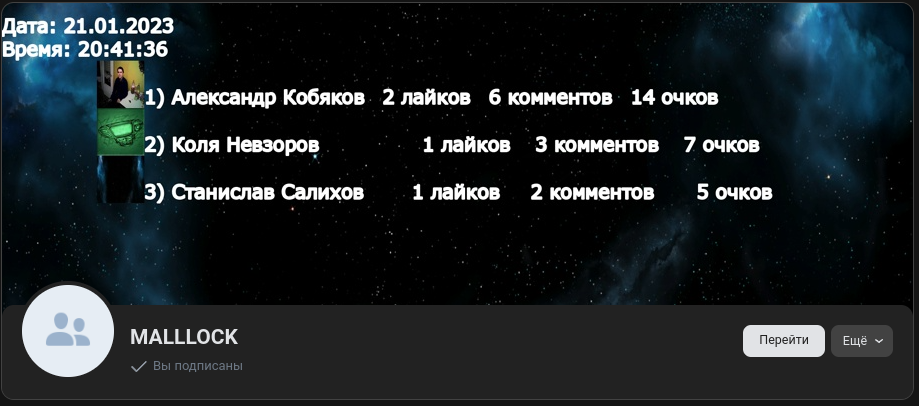 Дата: 21.01.2023
Время: 20:41:36
1) Александр Кобяков 2 лайков 6 комментов 14 очков
2) Коля Невзоров 1 лайков 3 комментов 7 очков
3) Станислав Салихов 1 лайков 2 комментов 5 очков
MALLLOCK
Вы подписаны
Перейти
Ещё